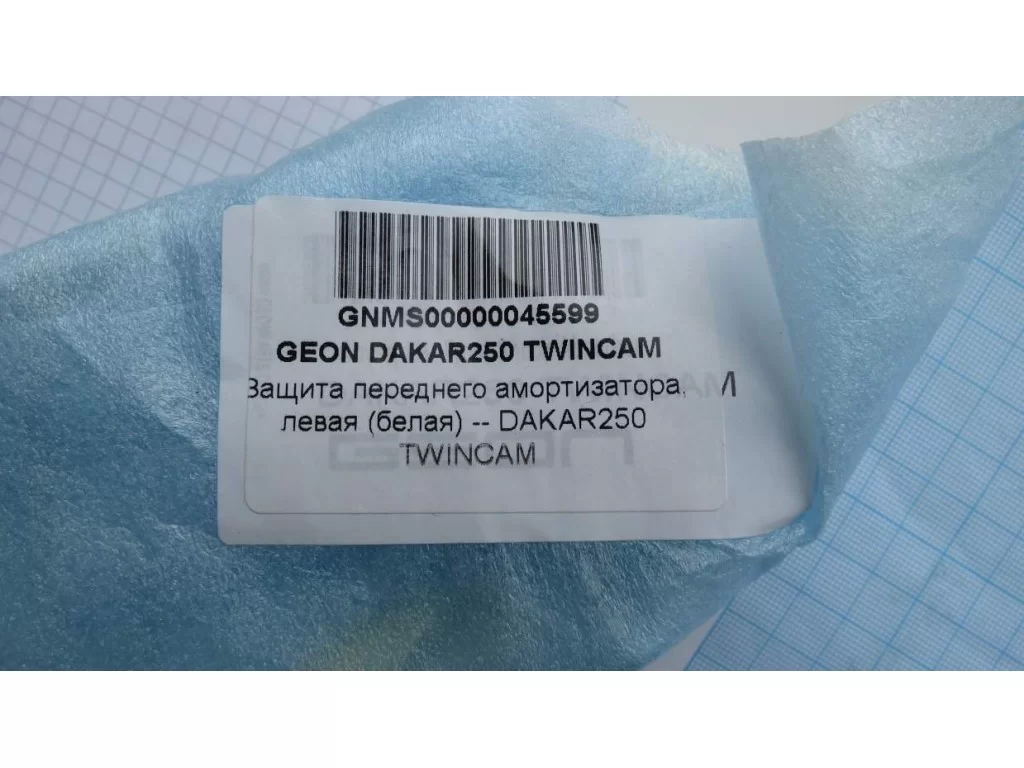 GNMS00000045599
GEON DAKAR250 TWINCAM
Защита переднего амортизатора,
левая (белая) -- DAKAR250
TWINCAM